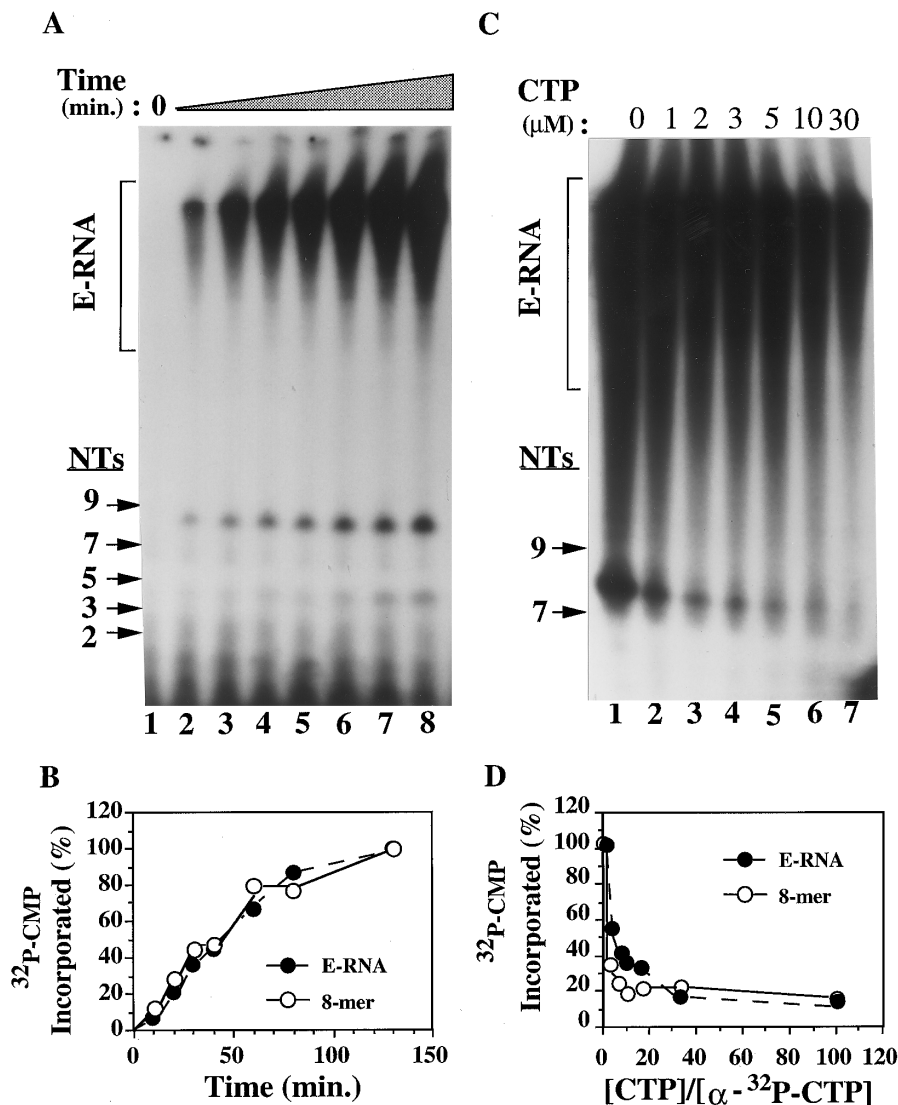 A
Time
(min.) : 0
E-RNA
NTs
9
7
5
3
2
1 2 3 4 5 6 7 8
C
CTP
(μM) : 0 1 2 3 5 10 30
E-RNA
NTs
9
7
1 2 3 4 5 6 7
B
32P-CMP
Incorporated (%)
120
100
80
60
40
20
0
E-RNA
8-mer
0 50 100 150
Time (min.)
D
32P-CMP
Incorporated (%)
120
100
80
60
40
20
0
E-RNA
8-mer
0 20 40 60 80 100 120
[CTP]/[α-32P-CTP]